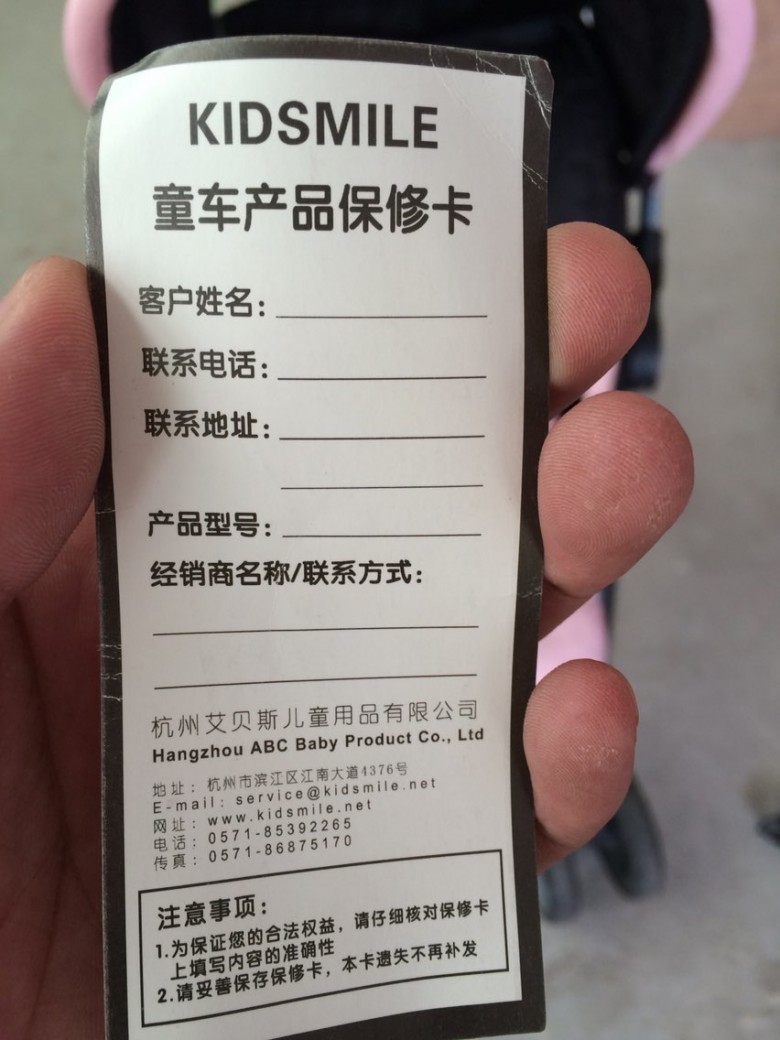 KIDSMILE
童车产品保修卡
客户姓名：
联系电话：
联系地址：
产品型号：
经销商名称/联系方式：
杭州艾贝斯儿童用品有限公司
Hangzhou ABC Baby Product Co., Ltd
地址：杭州市滨江区江南大道4376号
E-mail: service@kidsmile.net
网址：www.kidsmile.net
电话：0571-85392265
传真：0571-86875170
注意事项：
1.为保证您的合法权益，请仔细核对保修卡
上填写内容的准确性
2.请妥善保存保修卡，本卡遗失不再补发